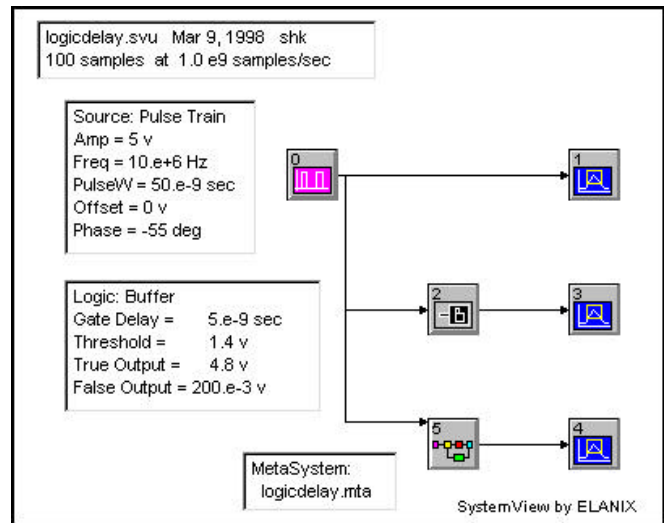 logicdelay.svu Mar 9, 1998 shk
100 samples at 1.0 e9 samples/sec
Source: Pulse Train
Amp = 5 v
Freq = 10.e+6 Hz
PulseW = 50.e-9 sec
Offset = 0 v
Phase = -55 deg
0
1
Logic: Buffer
Gate Delay = 5.e-9 sec
Threshold = 1.4 v
True Output = 4.8 v
False Output = 200.e-3 v
2
B
3
5
4
MetaSystem:
logicdelay.mta
SystemView by ELANIX